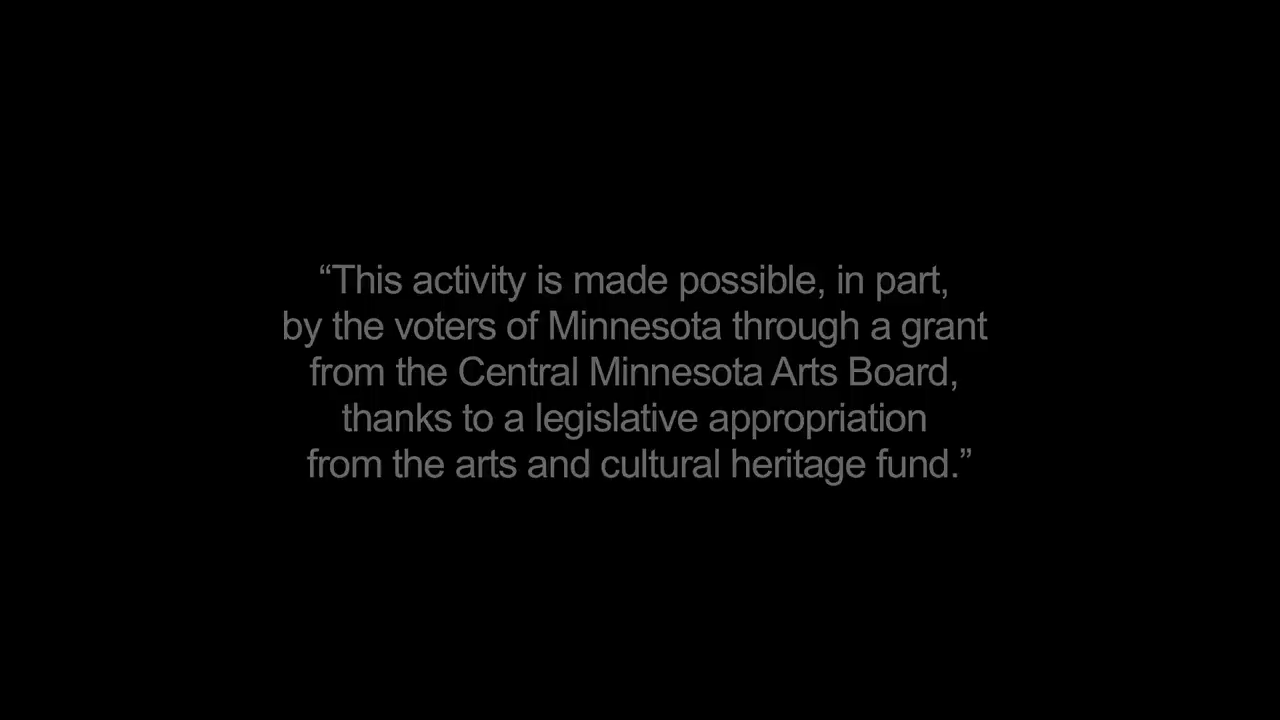 “This activity is made possible, in part,
by the voters of Minnesota through a grant
from the Central Minnesota Arts Board,
thanks to a legislative appropriation
from the arts and cultural heritage fund.”